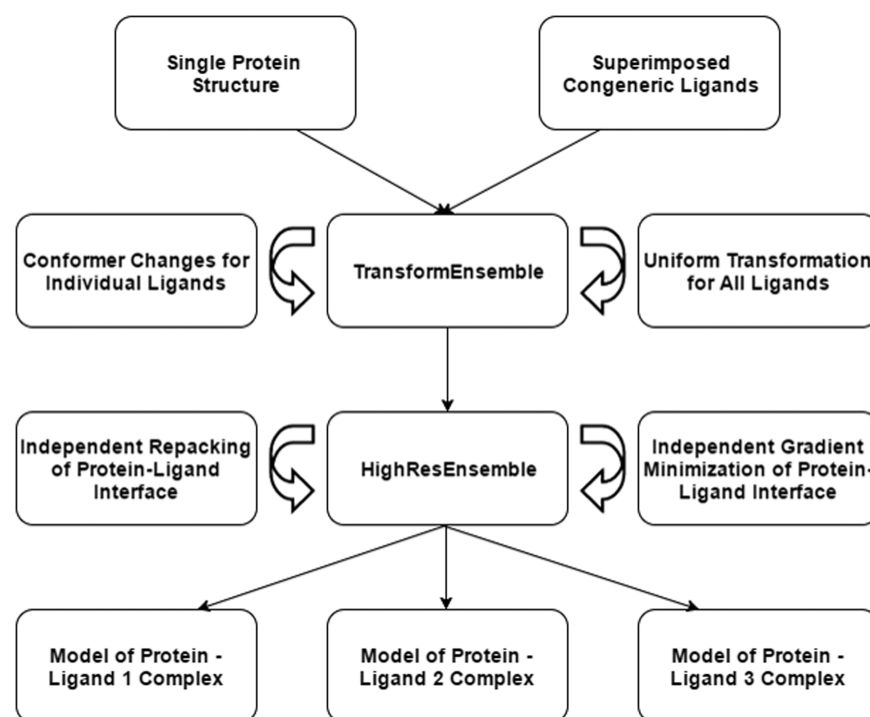 Single Protein
Structure
Superimposed
Congeneric Ligands
Conformer Changes for
Individual Ligands
TransformEnsemble
Uniform Transformation
for All Ligands
Independent Repacking
of Protein-Ligand
Interface
HighResEnsemble
Independent Gradient
Minimization of Protein-
Ligand Interface
Model of Protein -
Ligand 1 Complex
Model of Protein -
Ligand 2 Complex
Model of Protein -
Ligand 3 Complex